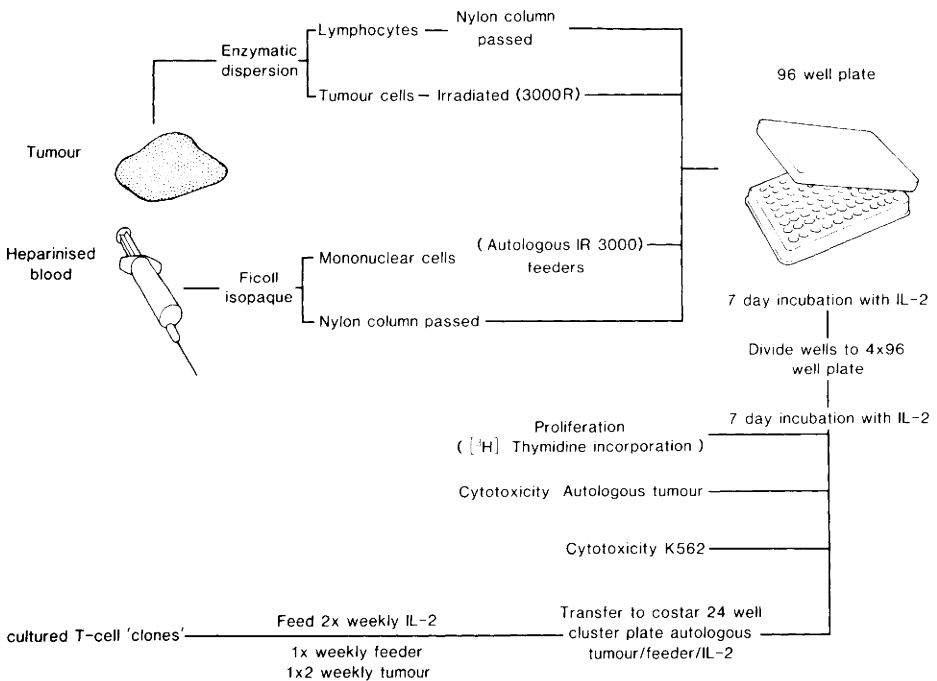 Enzymatic
dispersion
Lymphocytes
Nylon column
passed
Tumour cells
Irradiated (3000R)
Tumour
Heparinised
blood
Ficoll
isopaque
Mononuclear cells
(Autologous IR 3000)
feeders
Nylon column passed
96 well plate
7 day incubation with IL-2
Divide wells to 4x96
well plate
7 day incubation with IL-2
Proliferation
([³H] Thymidine incorporation)
Cytotoxicity Autologous tumour
Cytotoxicity K562
Transfer to costar 24 well
cluster plate autologous
tumour/feeder/IL-2
Feed 2x weekly IL-2
1x weekly feeder
1x2 weekly tumour
cultured T-cell 'clones'